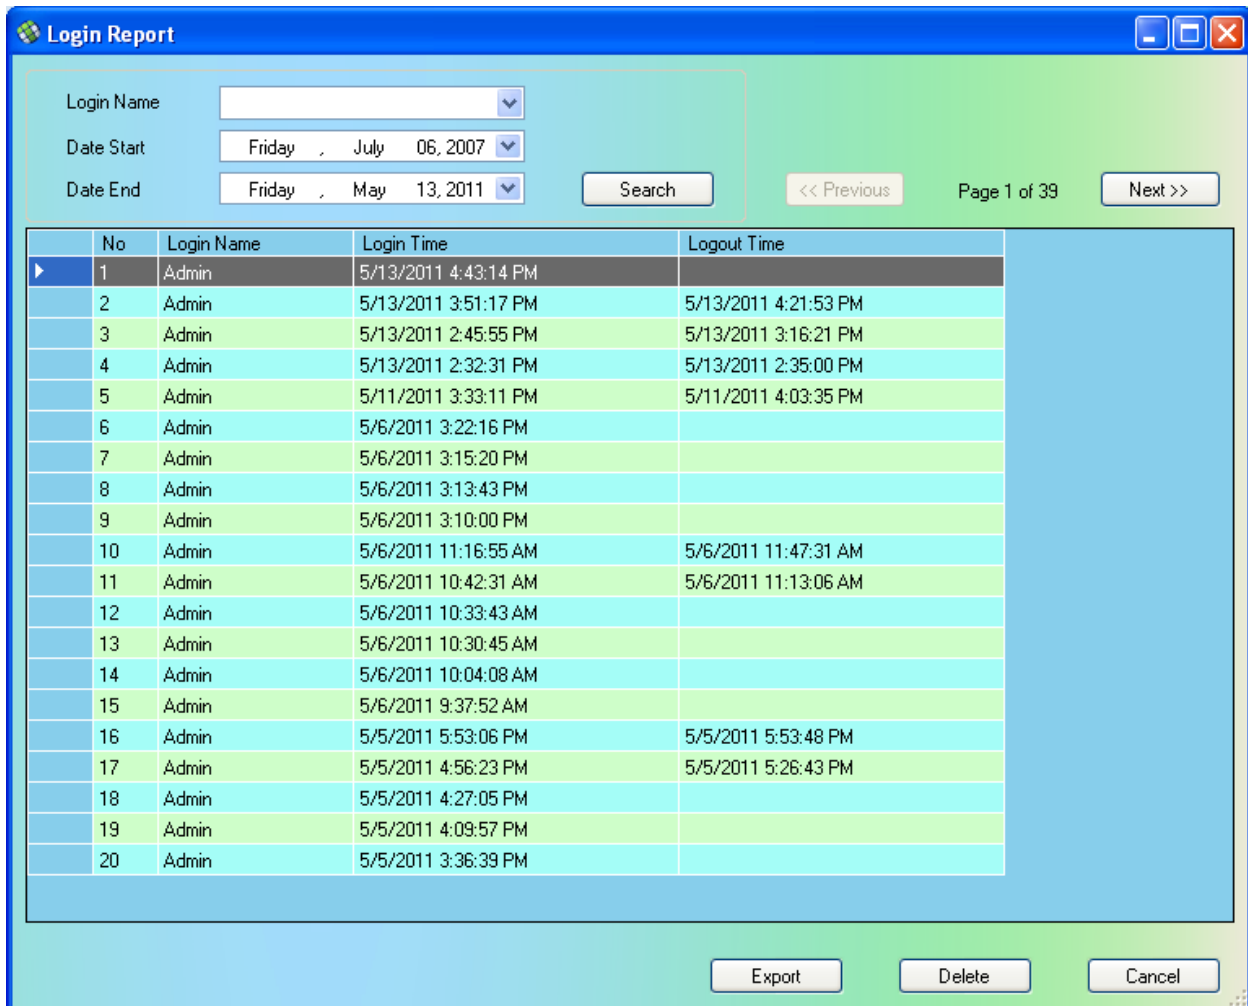 Login Report
Login Name
Date Start Friday , July 06, 2007
Date End Friday , May 13, 2011 Search << Previous Page 1 of 39 Next >>
No Login Name Login Time Logout Time
1 Admin 5/13/2011 4:43:14 PM
2 Admin 5/13/2011 3:51:17 PM 5/13/2011 4:21:53 PM
3 Admin 5/13/2011 2:45:55 PM 5/13/2011 3:16:21 PM
4 Admin 5/13/2011 2:32:31 PM 5/13/2011 2:35:00 PM
5 Admin 5/11/2011 3:33:11 PM 5/11/2011 4:03:35 PM
6 Admin 5/6/2011 3:22:16 PM
7 Admin 5/6/2011 3:15:20 PM
8 Admin 5/6/2011 3:13:43 PM
9 Admin 5/6/2011 3:10:00 PM
10 Admin 5/6/2011 11:16:55 AM 5/6/2011 11:47:31 AM
11 Admin 5/6/2011 10:42:31 AM 5/6/2011 11:13:06 AM
12 Admin 5/6/2011 10:33:43 AM
13 Admin 5/6/2011 10:30:45 AM
14 Admin 5/6/2011 10:04:08 AM
15 Admin 5/6/2011 9:37:52 AM
16 Admin 5/5/2011 5:53:06 PM 5/5/2011 5:53:48 PM
17 Admin 5/5/2011 4:56:23 PM 5/5/2011 5:26:43 PM
18 Admin 5/5/2011 4:27:05 PM
19 Admin 5/5/2011 4:09:57 PM
20 Admin 5/5/2011 3:36:39 PM
Export Delete Cancel